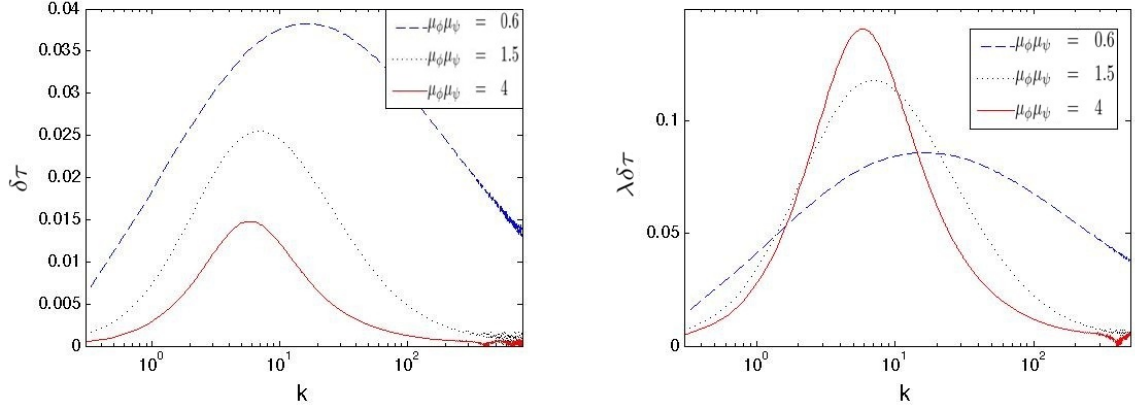 0.04
0.035
0.03
0.025
0.02
0.015
0.01
0.005
0
δτ
10⁰
10¹
10²
k
μ_ϕμ_ψ = 0.6
μ_ϕμ_ψ = 1.5
μ_ϕμ_ψ = 4
0.1
0.05
0
λδτ
10⁰
10¹
10²
k
μ_ϕμ_ψ = 0.6
μ_ϕμ_ψ = 1.5
μ_ϕμ_ψ = 4